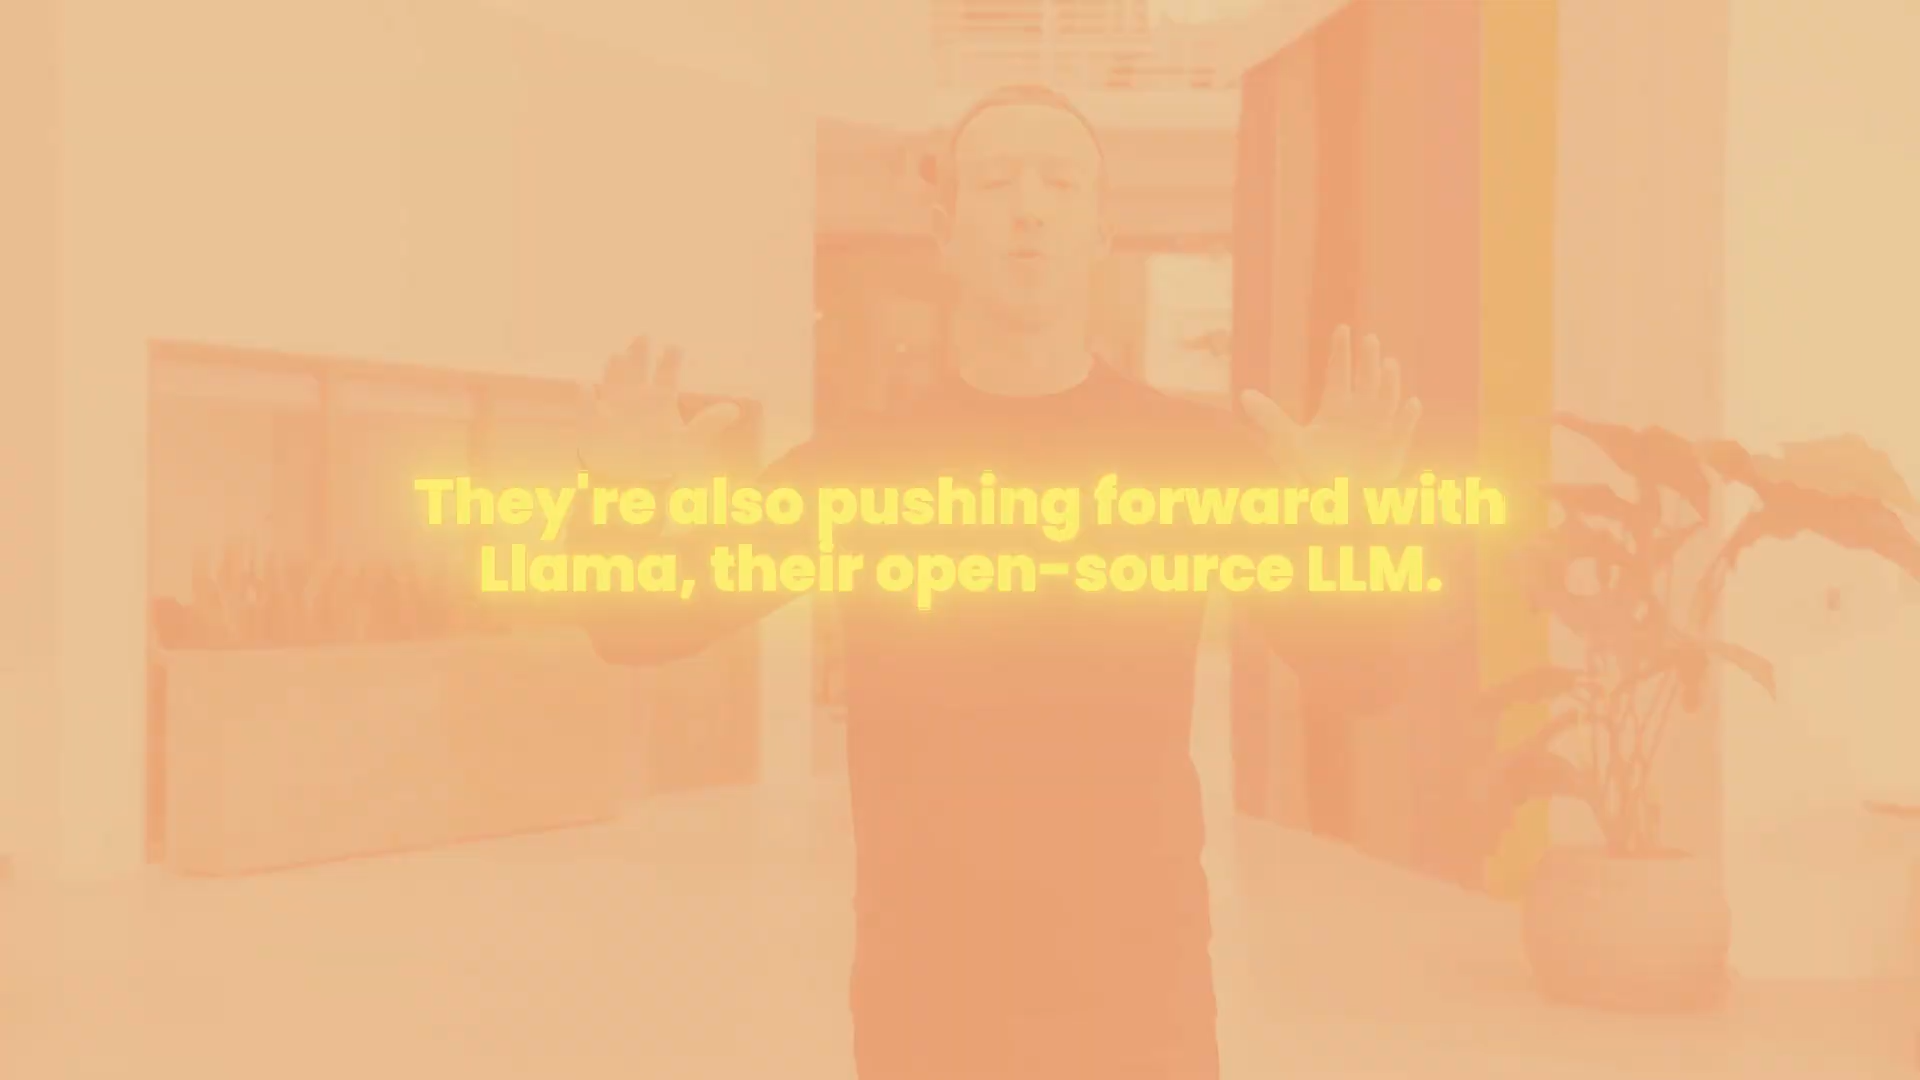 They're also pushing forward with
Llama, their open-source LLM.